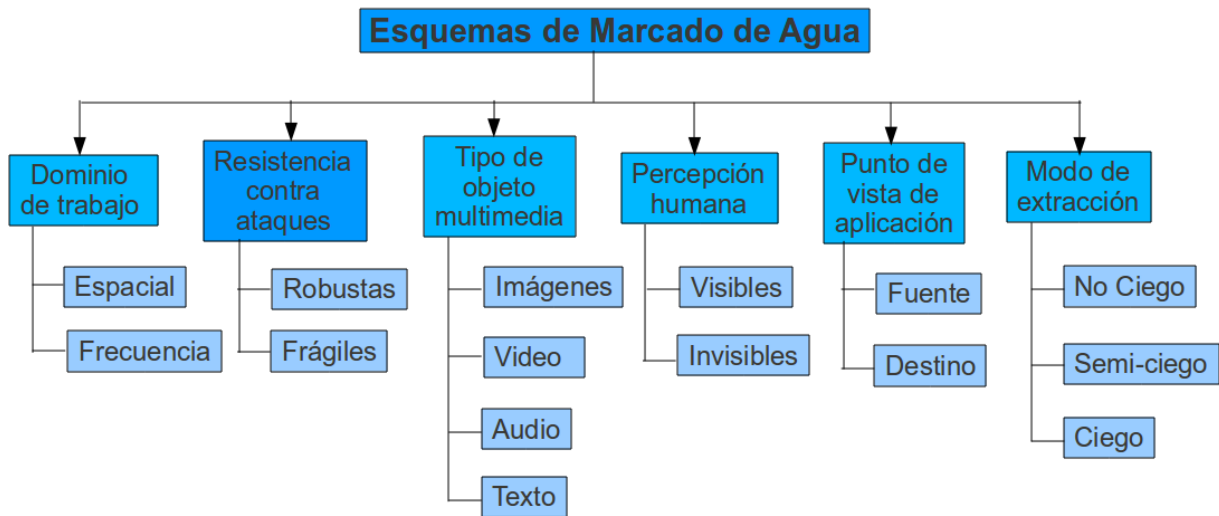 Esquemas de Marcado de Agua
Dominio
de trabajo
Espacial
Frecuencia
Resistencia
contra
ataques
Robustas
Frágiles
Tipo de
objeto
multimedia
Imágenes
Video
Audio
Texto
Percepción
humana
Visibles
Invisibles
Punto de
vista de
aplicación
Fuente
Destino
Modo de
extracción
No Ciego
Semi-ciego
Ciego